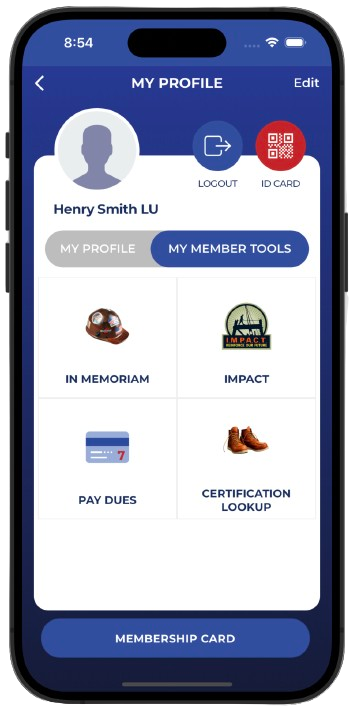 8:54
MY PROFILE
Edit
LOGOUT
ID CARD
Henry Smith LU
MY PROFILE
MY MEMBER TOOLS
IN MEMORIAM
IMPACT
IMPACT
PAY DUES
7
CERTIFICATION
LOOKUP
MEMBERSHIP CARD